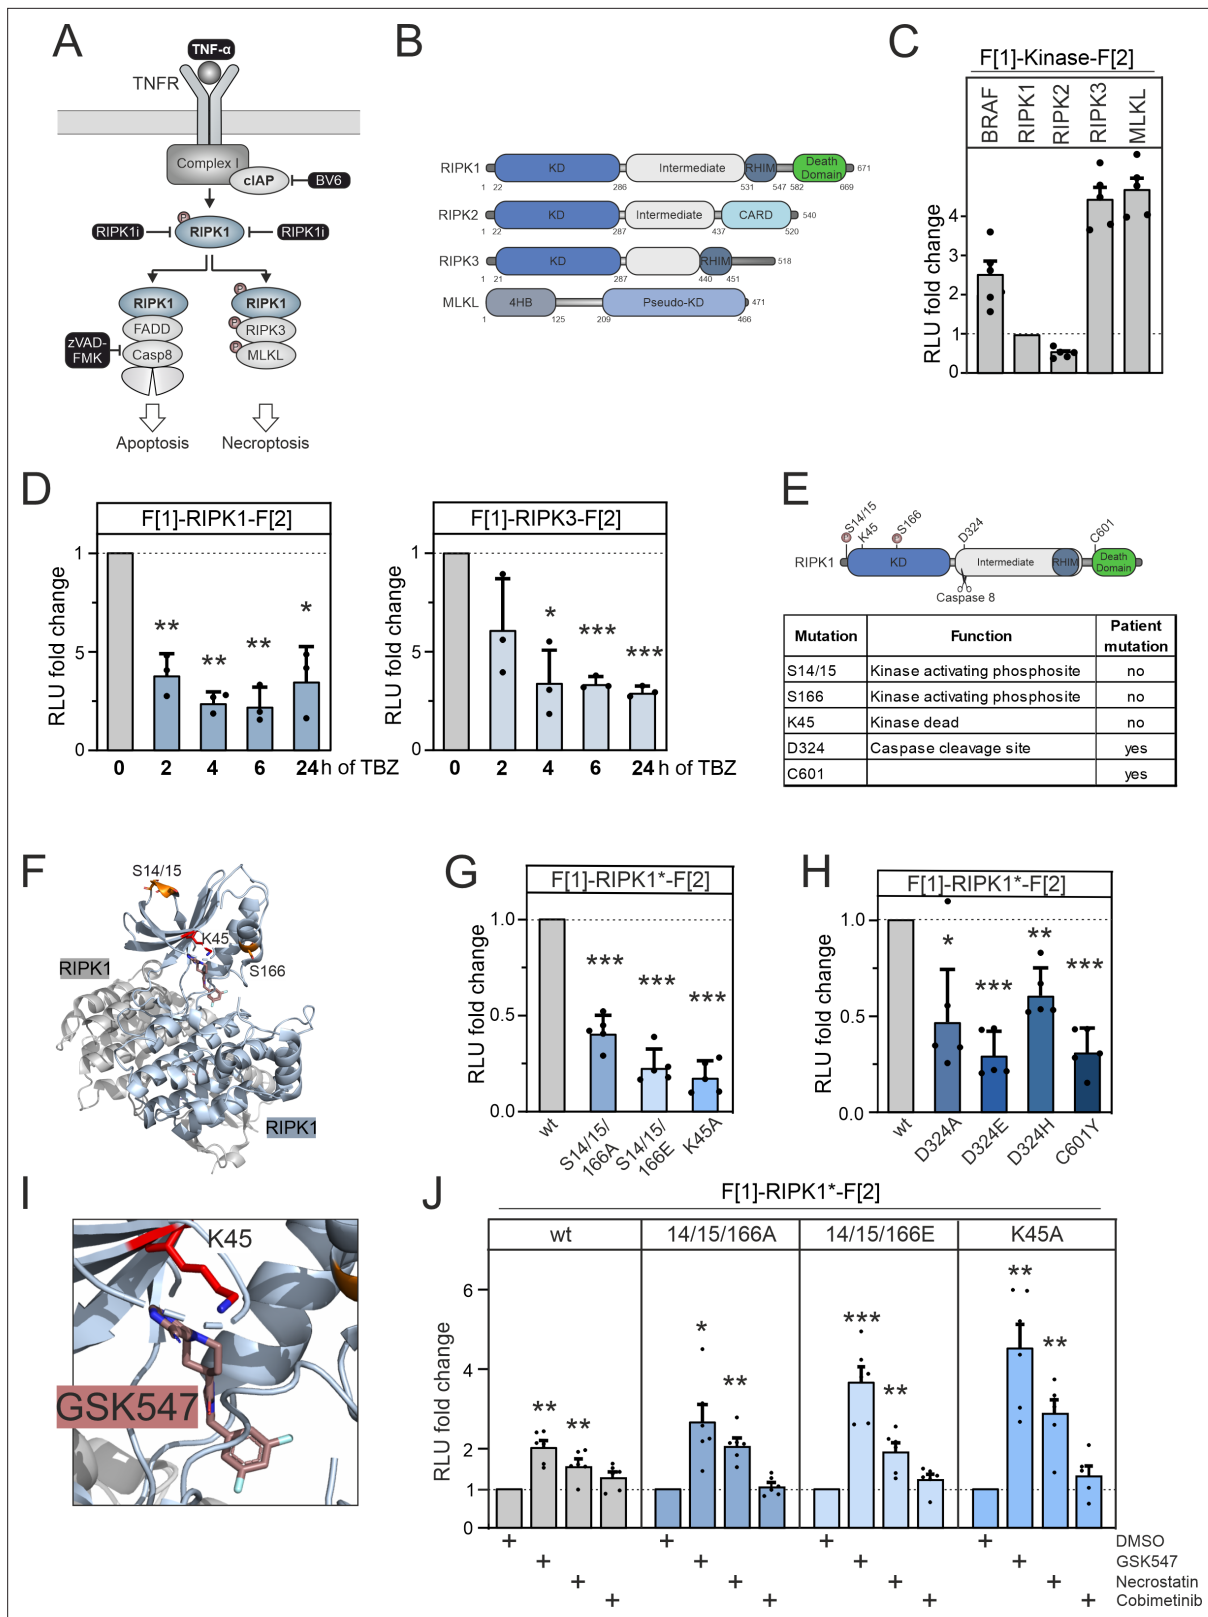 A
TNF-α
TNFR
Complex I
cIAP
BV6
P
RIPK1i
RIPK1
RIPK1i
P
RIPK1
RIPK1
FADD
P
RIPK3
zVAD-
FMK
Casp8
P
MLKL
Apoptosis
Necroptosis
B
RIPK1
KD
Intermediate
RHIM
Death
Domain
671
1 22 286 531 547 582 669
RIPK2
KD
Intermediate
CARD
540
1 22 287 437 520
RIPK3
KD
RHIM
518
1 21 287 440 451
MLKL
4HB
Pseudo-KD
471
1 125 209 466
C
F[1]-Kinase-F[2]
BRAF
RIPK1
RIPK2
RIPK3
MLKL
RLU fold change
4
3
2
1
0
D
F[1]-RIPK1-F[2]
RLU fold change
1
5
0
** ** ** *
0 2 4 6 24 h of TBZ
F[1]-RIPK3-F[2]
RLU fold change
1
5
0
* *** ***
0 2 4 6 24 h of TBZ
E
S14/15
K45
S166
D324
C601
RIPK1
KD
Intermediate
RHIM
Death
Domain
Caspase 8
Mutation Function Patient mutation
S14/15 Kinase activating phosphosite no
S166 Kinase activating phosphosite no
K45 Kinase dead no
D324 Caspase cleavage site yes
C601 yes
F
S14/15
K45
S166
RIPK1
RIPK1
G
F[1]-RIPK1*-F[2]
RLU fold change
1.0
0.5
0.0
*** *** ***
wt
S14/15/
166A
S14/15/
166E
K45A
H
F[1]-RIPK1*-F[2]
RLU fold change
1.0
0.5
0.0
* *** ** ***
wt
D324A
D324E
D324H
C601Y
I
K45
GSK547
J
F[1]-RIPK1*-F[2]
wt 14/15/166A 14/15/166E K45A
RLU fold change
6
4
2
1
0
** ** * ** *** ** ** **
+ + + + DMSO
+ + + + GSK547
+ + + + Necrostatin
+ + + + Cobimetinib